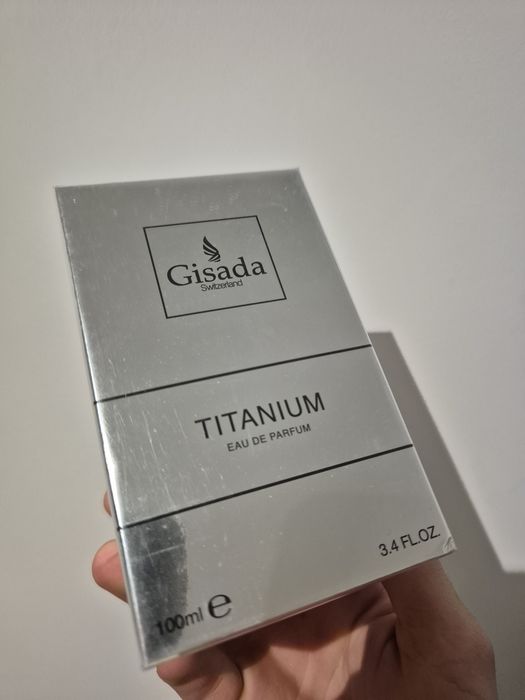 Gisada
Switzerland
TITANIUM
EAU DE PARFUM
3.4 FL.OZ.
100ml ℮